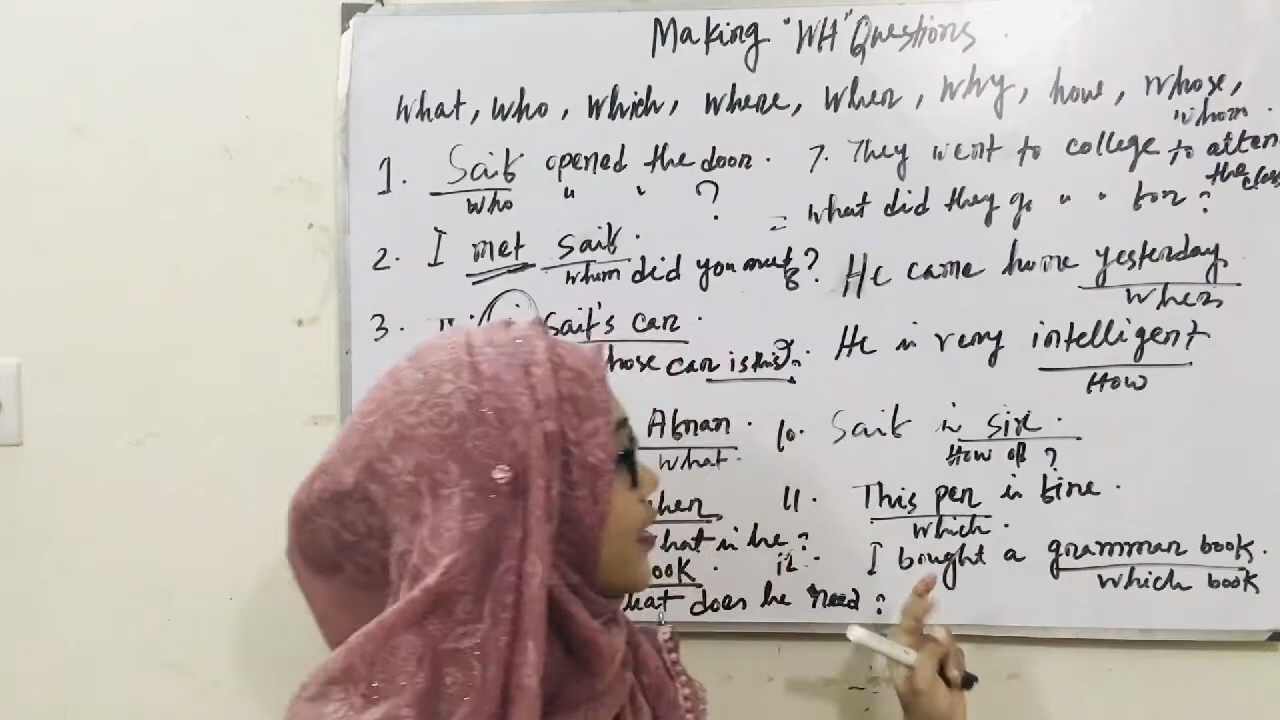 Making "WH" Questions.
What, who, which, where, when, why, how, whose,
whom.
1. Saif opened the door.
who " " ?
2. I met Saif.
whom did you meet?
3. Saif's car.
whose car is this?
Adnan.
what.
what is he?
book.
what does he need?
7. They went to college to attend
the class
= what did they go " " for?
8. He came home yesterday
when
9. He is very intelligent
How
10. Saif is six.
How old?
11. This pen is fine.
which.
12. I bought a grammar book.
which book